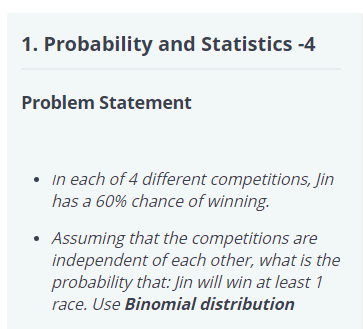 1. Probability and Statistics -4
Problem Statement
• In each of 4 different competitions, Jin
has a 60% chance of winning.
• Assuming that the competitions are
independent of each other, what is the
probability that: Jin will win at least 1
race. Use Binomial distribution